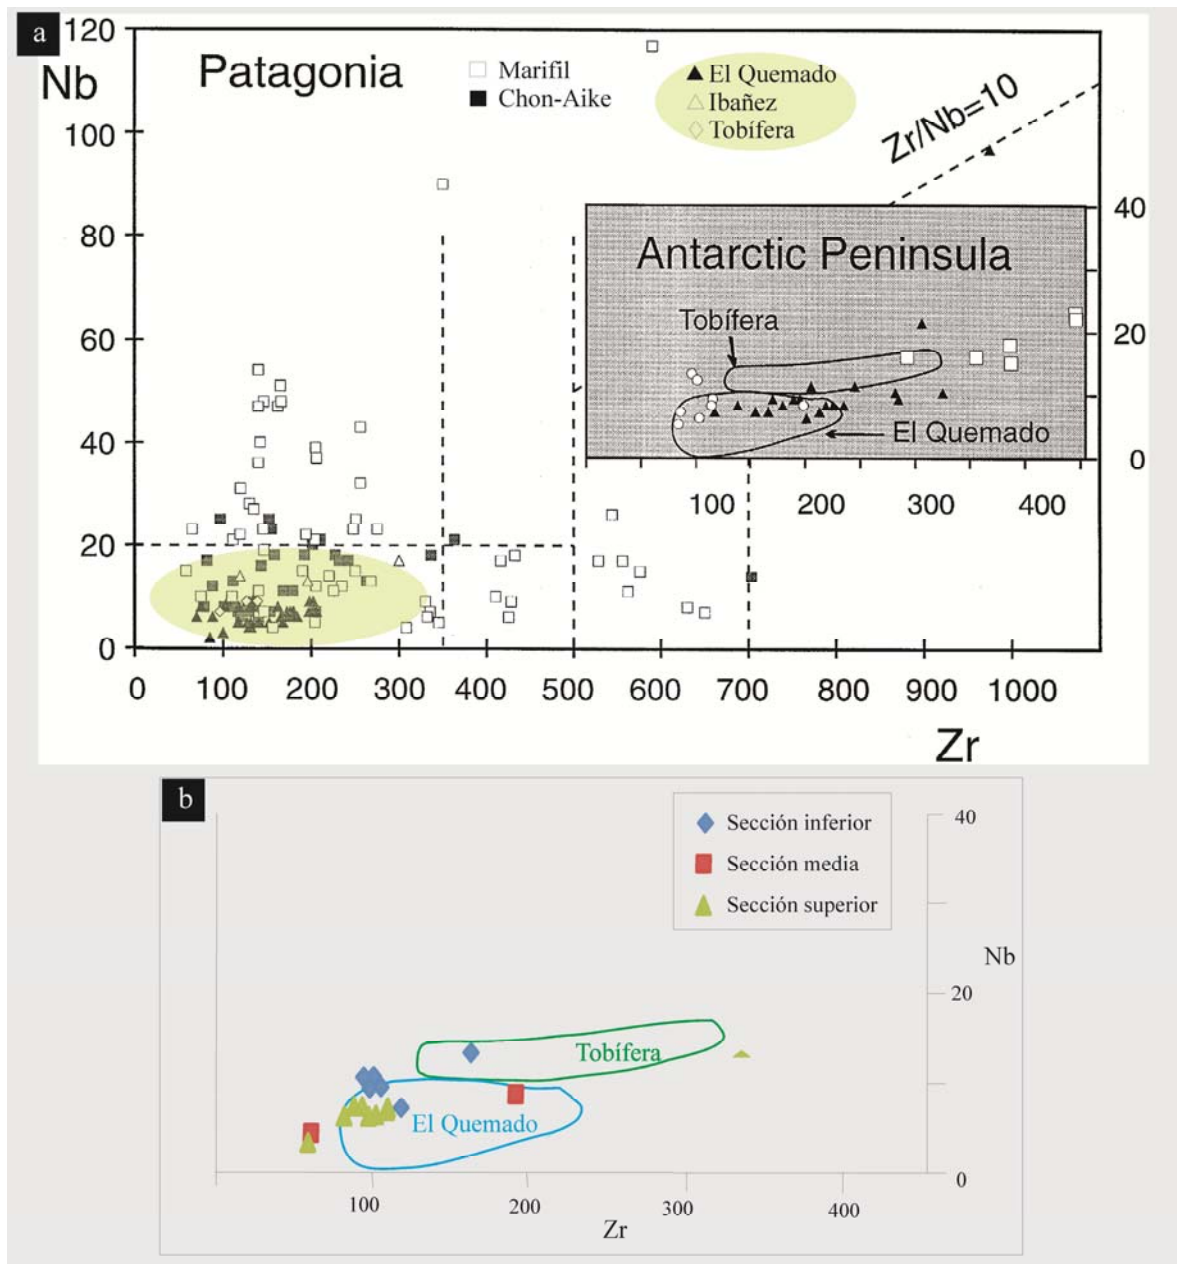 a
120
Nb
Patagonia
Marifil
Chon-Aike
El Quemado
Ibañez
Tobífera
Zr/Nb=10
100
80
60
40
20
0
Antarctic Peninsula
Tobífera
El Quemado
40
20
0
100
200
300
400
0
100
200
300
400
500
600
700
800
900
1000
Zr
b
Sección inferior
Sección media
Sección superior
40
Nb
20
0
Tobífera
El Quemado
100
200
300
400
Zr